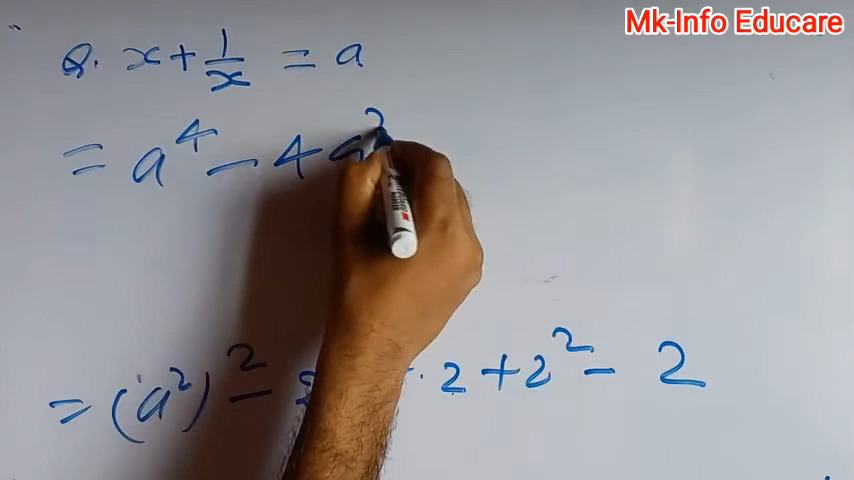 Mk-Info Educare
Q. x + 1/x = a
= a⁴ - 4a²
= (a²)² - 2 · 2 + 2² - 2